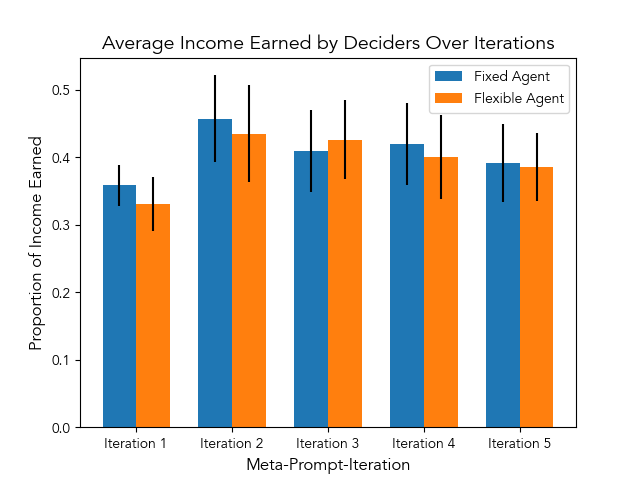 Average Income Earned by Deciders Over Iterations
Fixed Agent
Flexible Agent
Proportion of Income Earned
0.5
0.4
0.3
0.2
0.1
0.0
Iteration 1
Iteration 2
Iteration 3
Iteration 4
Iteration 5
Meta-Prompt-Iteration